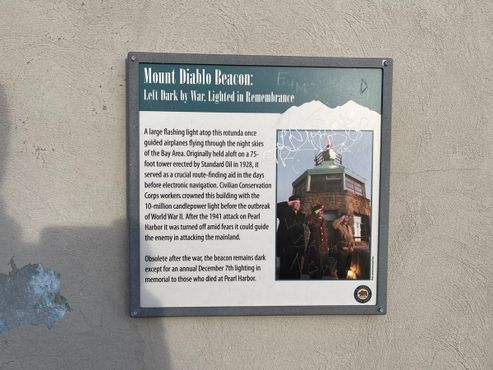 Mount Diablo Beacon:
Left Dark by War, Lighted in Remembrance
A large flashing light atop this rotunda once
guided airplanes flying through the night skies
of the Bay Area. Originally held aloft on a 75-
foot tower erected by Standard Oil in 1928, it
served as a crucial route-finding aid in the days
before electronic navigation. Civilian Conservation
Corps workers crowned this building with the
10-million candlepower light before the outbreak
of World War II. After the 1941 attack on Pearl
Harbor it was turned off amid fears it could guide
the enemy in attacking the mainland.
Obsolete after the war, the beacon remains dark
except for an annual December 7th lighting in
memorial to those who died at Pearl Harbor.